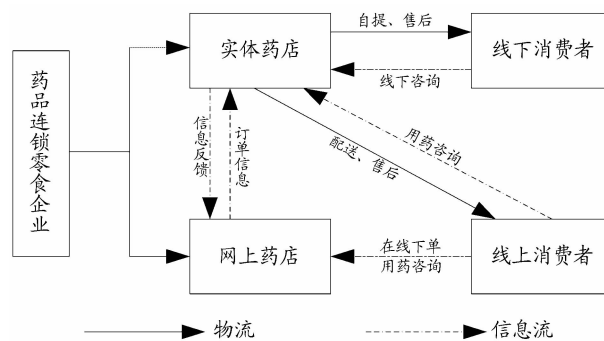 药品连锁零食企业
实体药店
自提、售后
线下消费者
线下咨询
信息反馈
订单信息
用药咨询
配送、售后
网上药店
在线下单
用药咨询
线上消费者
物流
信息流